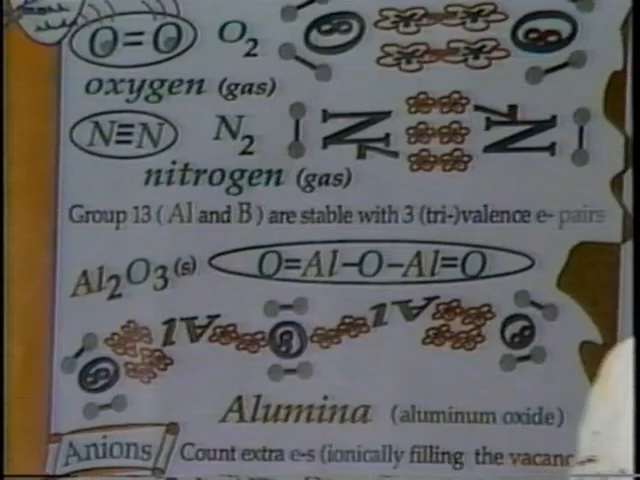 O=O O2
oxygen (gas)
N≡N N2 N N
nitrogen (gas)
Group 13 (Al and B) are stable with 3 (tri-)valence e- pairs
Al2O3(s) O=Al–O–Al=O
Al Al
Alumina (aluminum oxide)
Anions Count extra e-s (ionically filling the